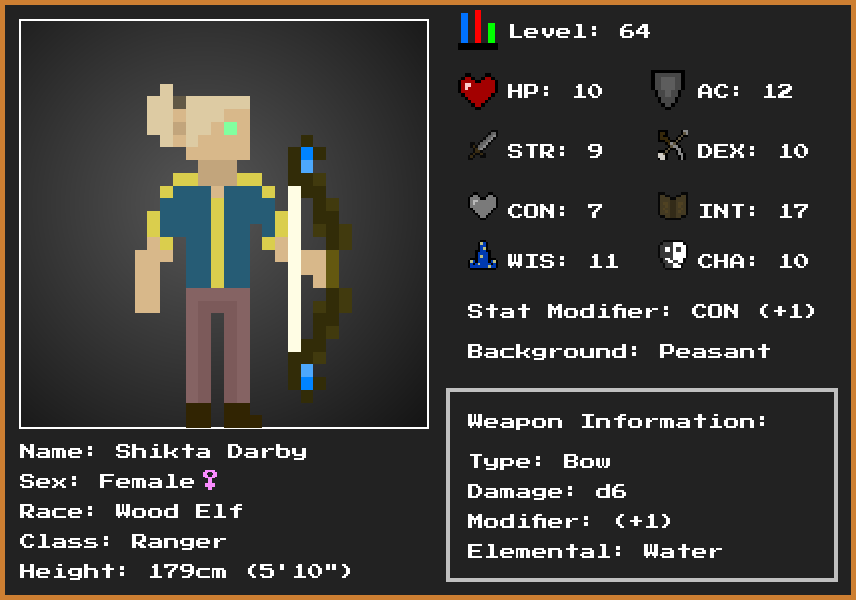 Level: 64
HP: 10 AC: 12
STR: 9 DEX: 10
CON: 7 INT: 17
WIS: 11 CHA: 10
Stat Modifier: CON (+1)
Background: Peasant
Weapon Information:
Type: Bow
Damage: d6
Modifier: (+1)
Elemental: Water
Name: Shikta Darby
Sex: Female♀
Race: Wood Elf
Class: Ranger
Height: 179cm (5'10")